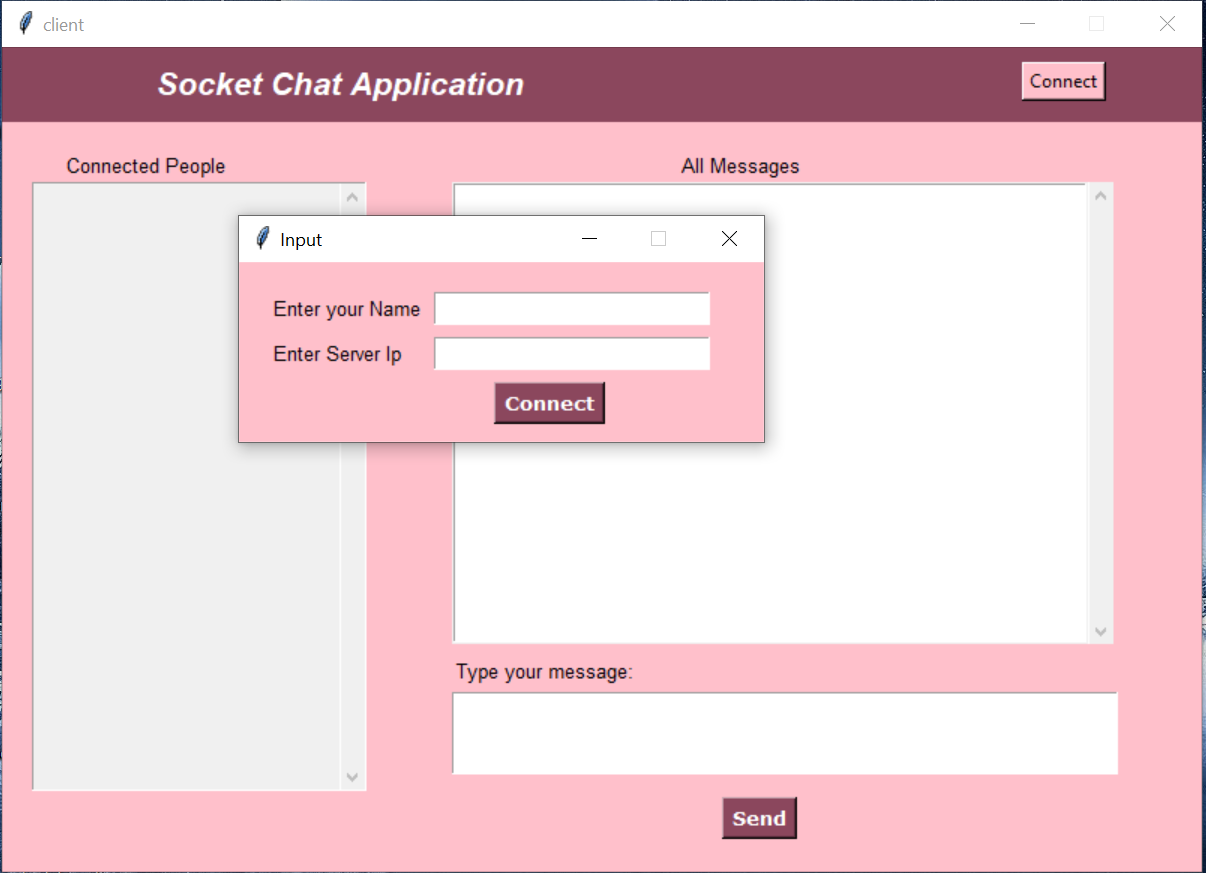 client
Socket Chat Application
Connect
Connected People
All Messages
Input
Enter your Name
Enter Server Ip
Connect
Type your message:
Send